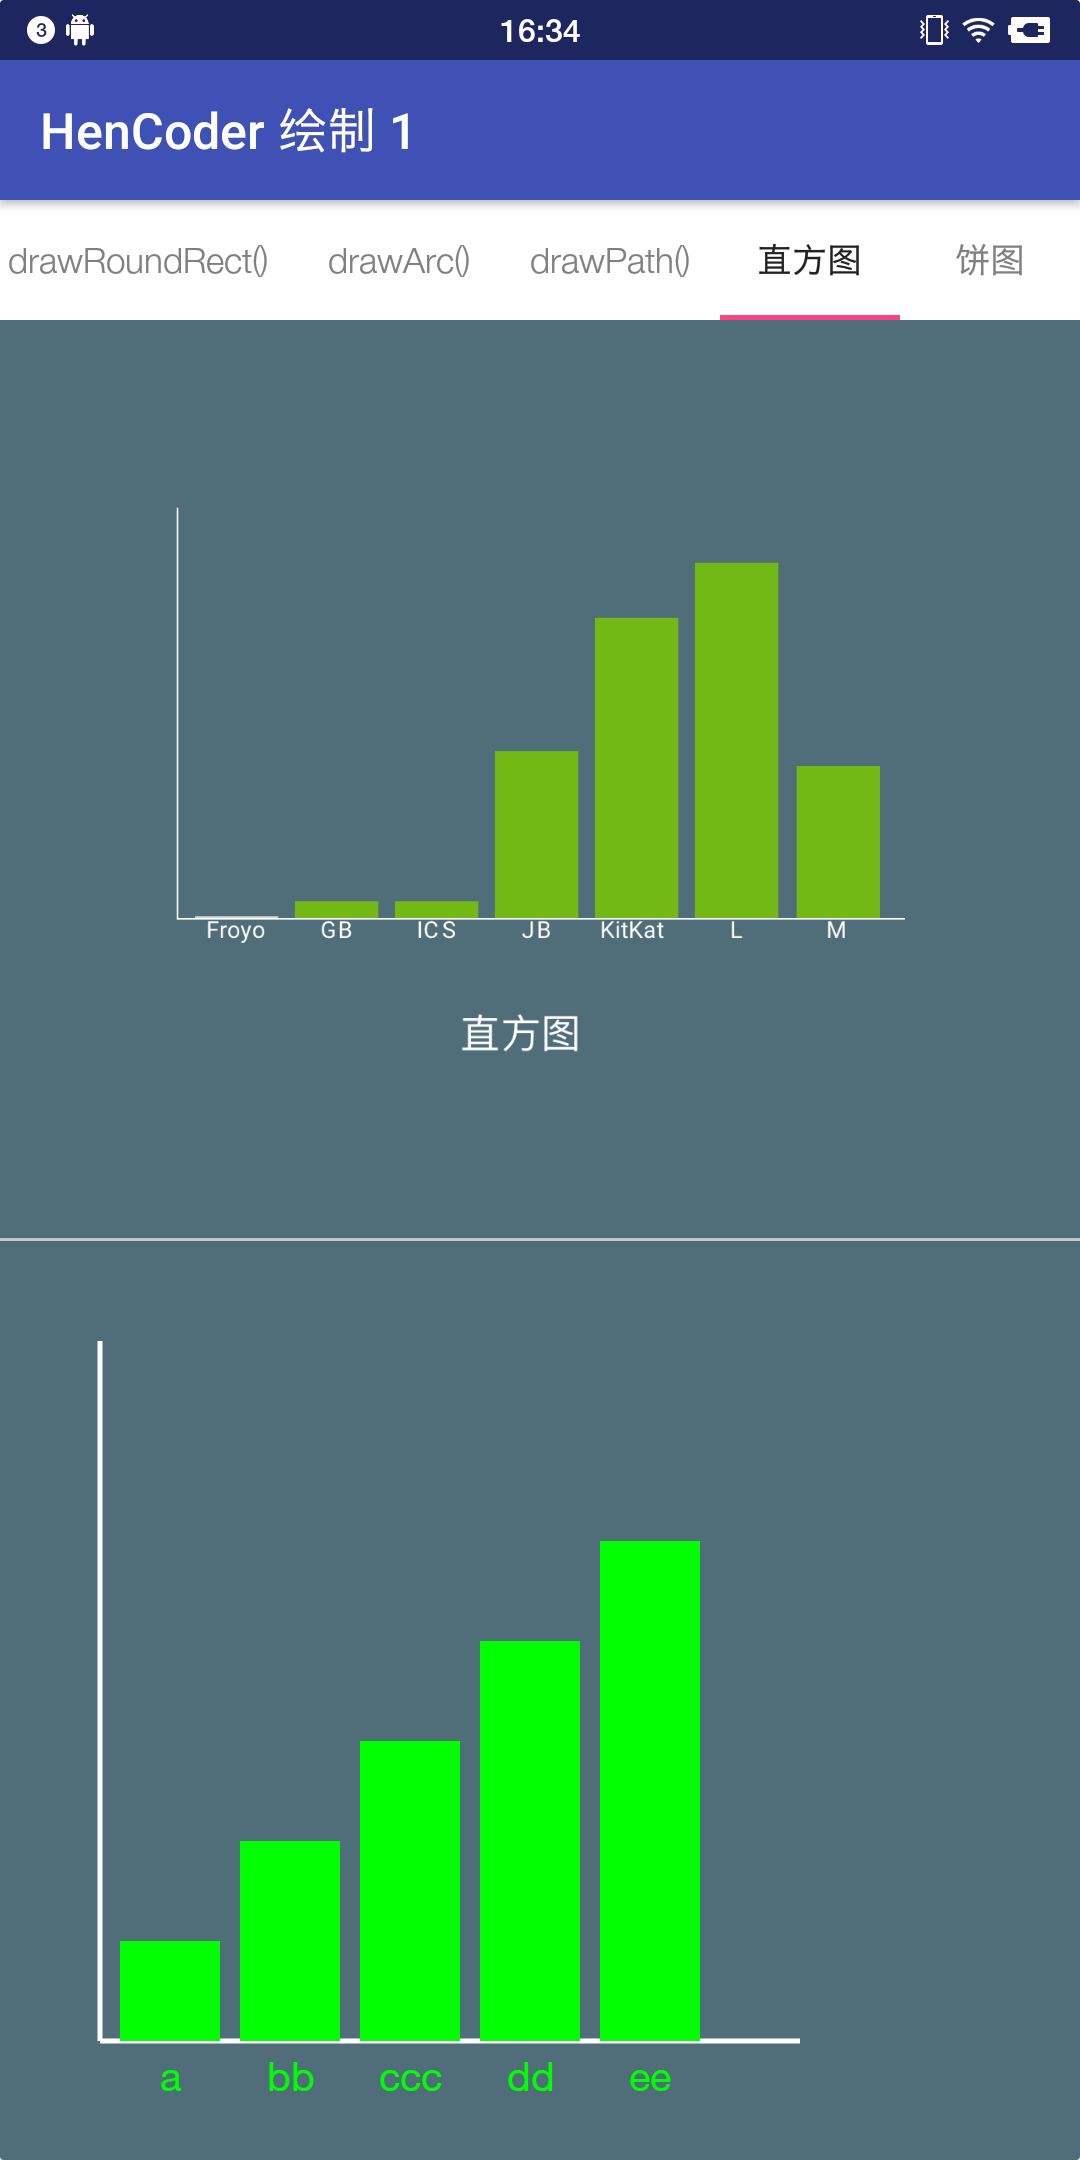 3 16:34
HenCoder 绘制 1
drawRoundRect() drawArc() drawPath() 直方图 饼图
Froyo GB ICS JB KitKat L M
直方图
a bb ccc dd ee